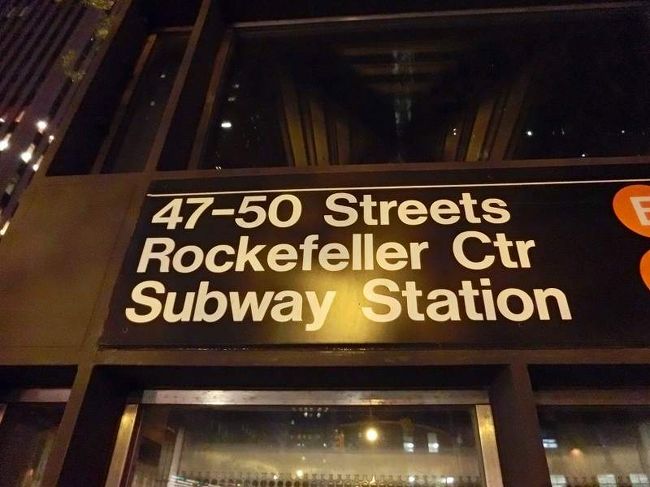 47-50 Streets
Rockefeller Ctr
Subway Station